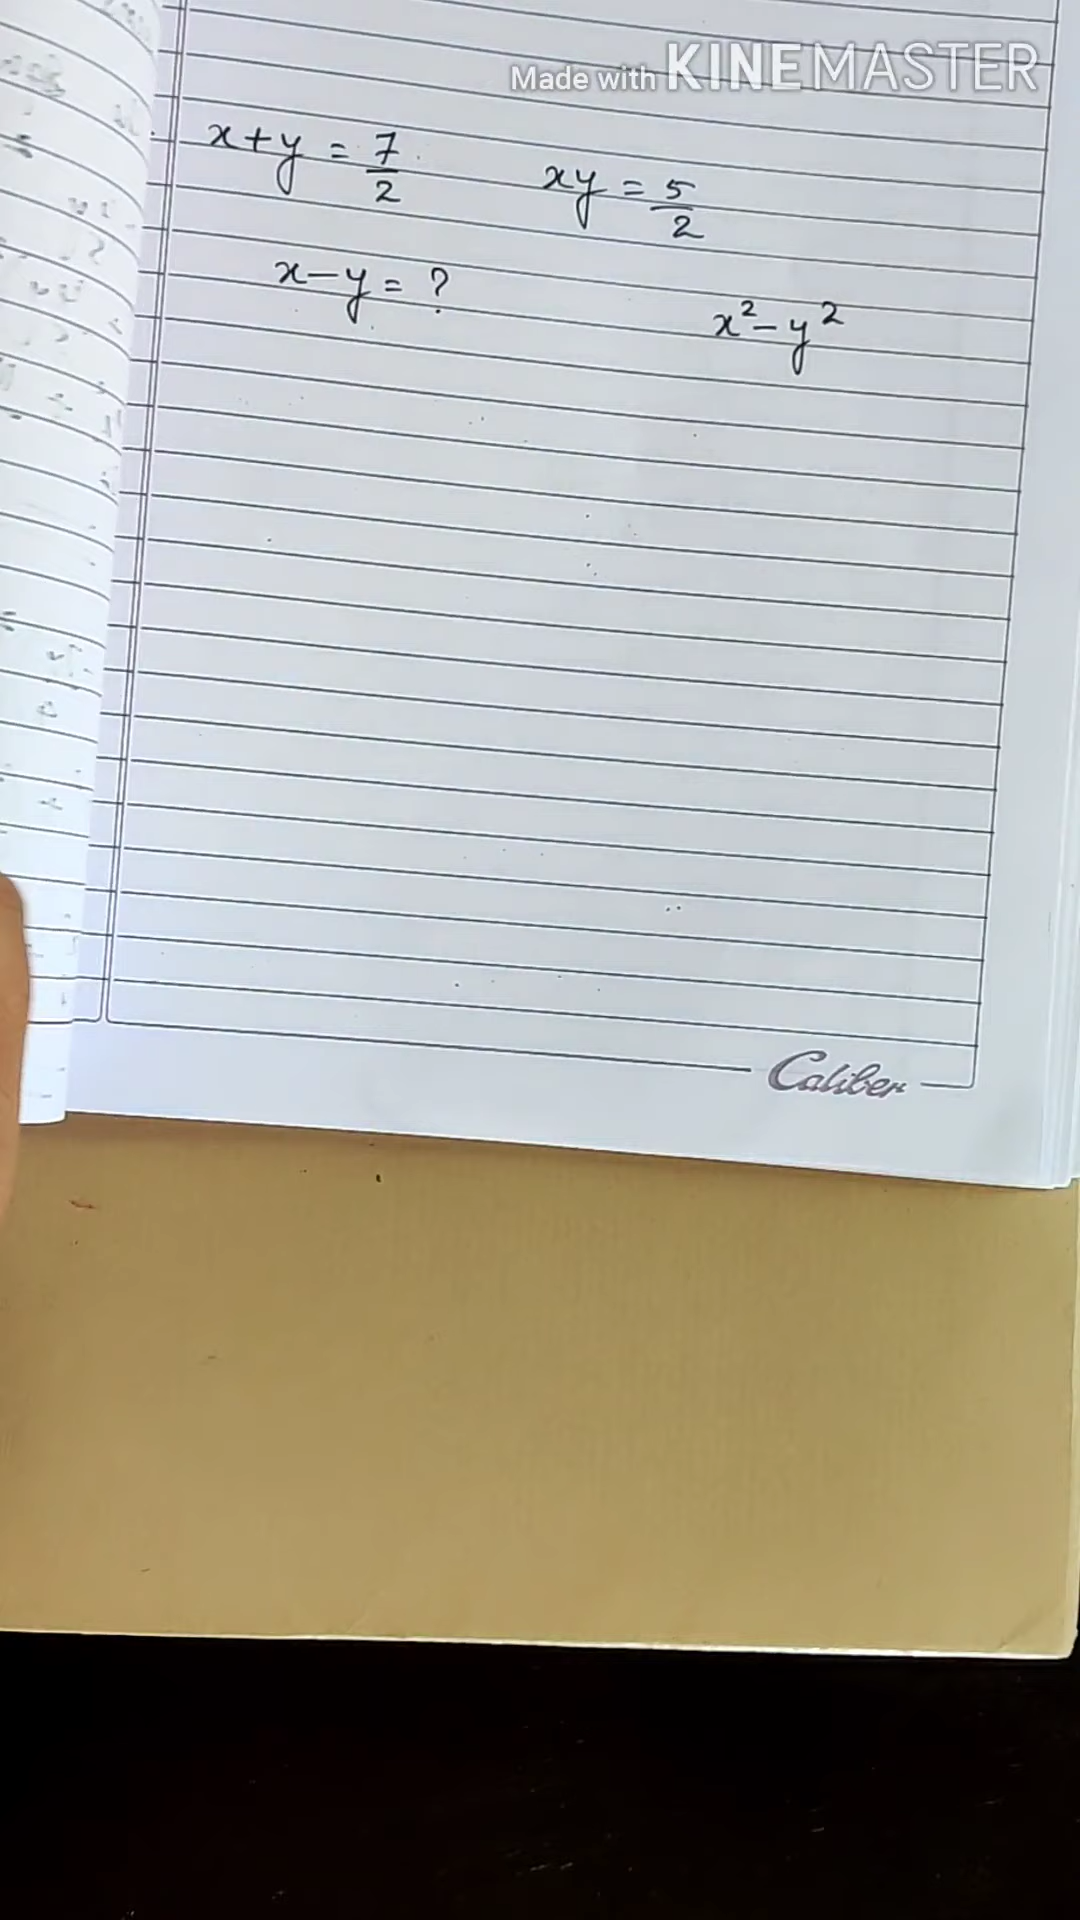 Made with KINEMASTER
x+y = 7/2
xy = 5/2
x-y = ?
x²-y²
Caliber